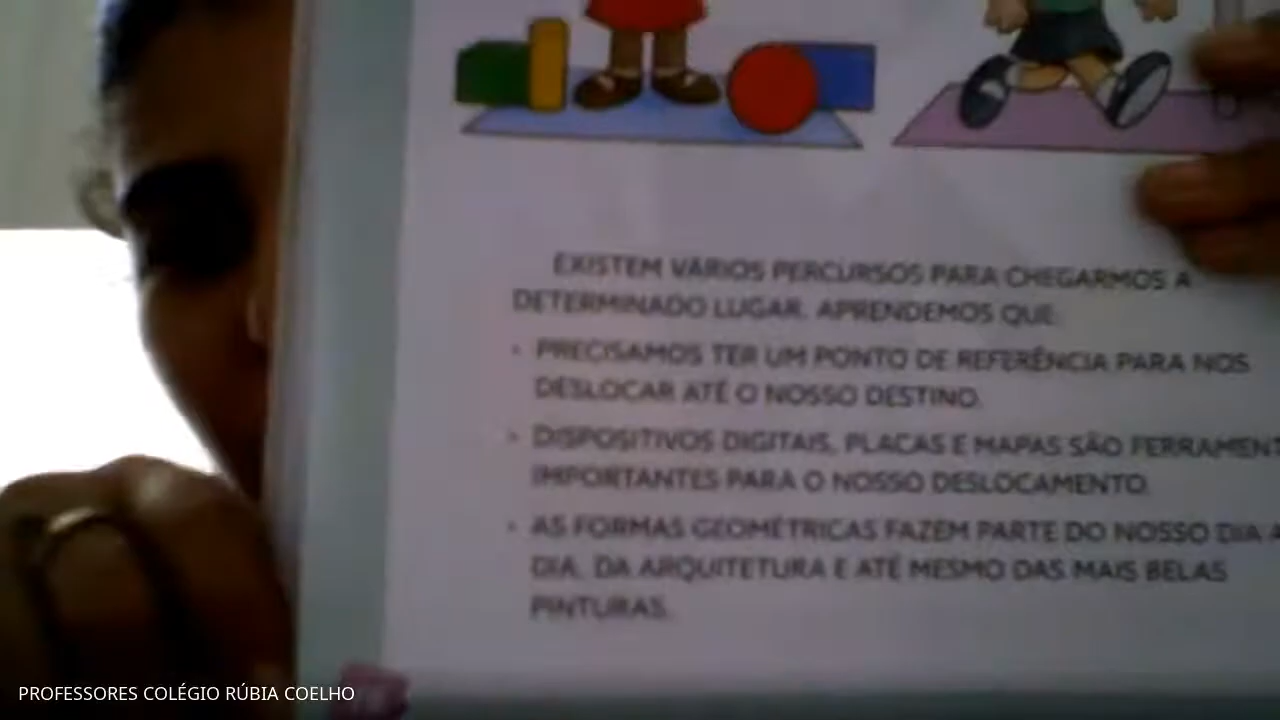 EXISTEM VÁRIOS PERCURSOS PARA CHEGARMOS A
DETERMINADO LUGAR. APRENDEMOS QUE:
• PRECISAMOS TER UM PONTO DE REFERÊNCIA PARA NOS
DESLOCAR ATÉ O NOSSO DESTINO.
• DISPOSITIVOS DIGITAIS, PLACAS E MAPAS SÃO FERRAMENT
IMPORTANTES PARA O NOSSO DESLOCAMENTO.
• AS FORMAS GEOMÉTRICAS FAZEM PARTE DO NOSSO DIA A
DIA, DA ARQUITETURA E ATÉ MESMO DAS MAIS BELAS
PINTURAS.
PROFESSORES COLÉGIO RÚBIA COELHO